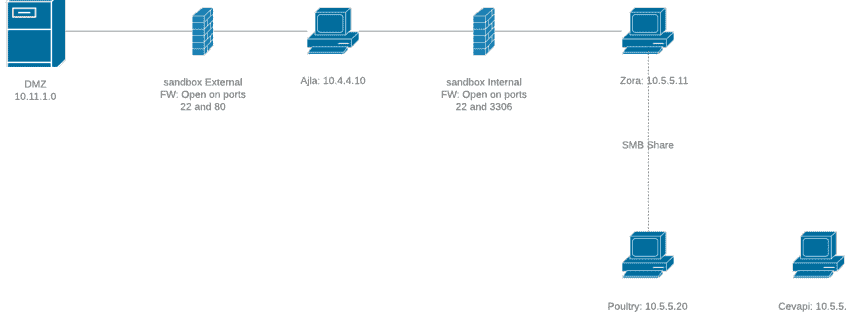 DMZ
10.11.1.0
sandbox External
FW: Open on ports
22 and 80
Ajla: 10.4.4.10
sandbox Internal
FW: Open on ports
22 and 3306
Zora: 10.5.5.11
SMB Share
Poultry: 10.5.5.20
Cevapi: 10.5.5.